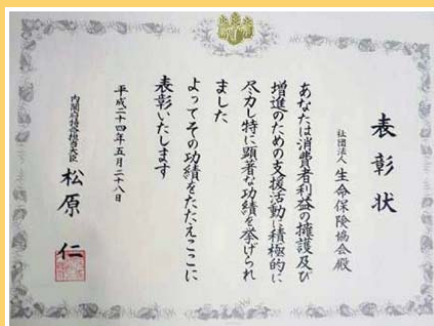 表彰状
社団法人 生命保険協会殿
あなたは消費者利益の擁護及び
増進のための支援活動に積極的に
尽力し特に顕著な功績を挙げられ
ました
よってその功績をたたえここに
表彰いたします
平成二十四年五月二十八日
内閣府特命担当大臣 松原 仁